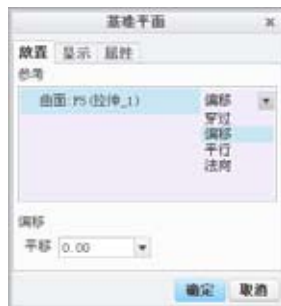 基准平面
放置 显示 属性
参考
曲面:F5(拉伸_1) 偏移
穿过
偏移
平行
法向
偏移
平移 0.00
确定 取消